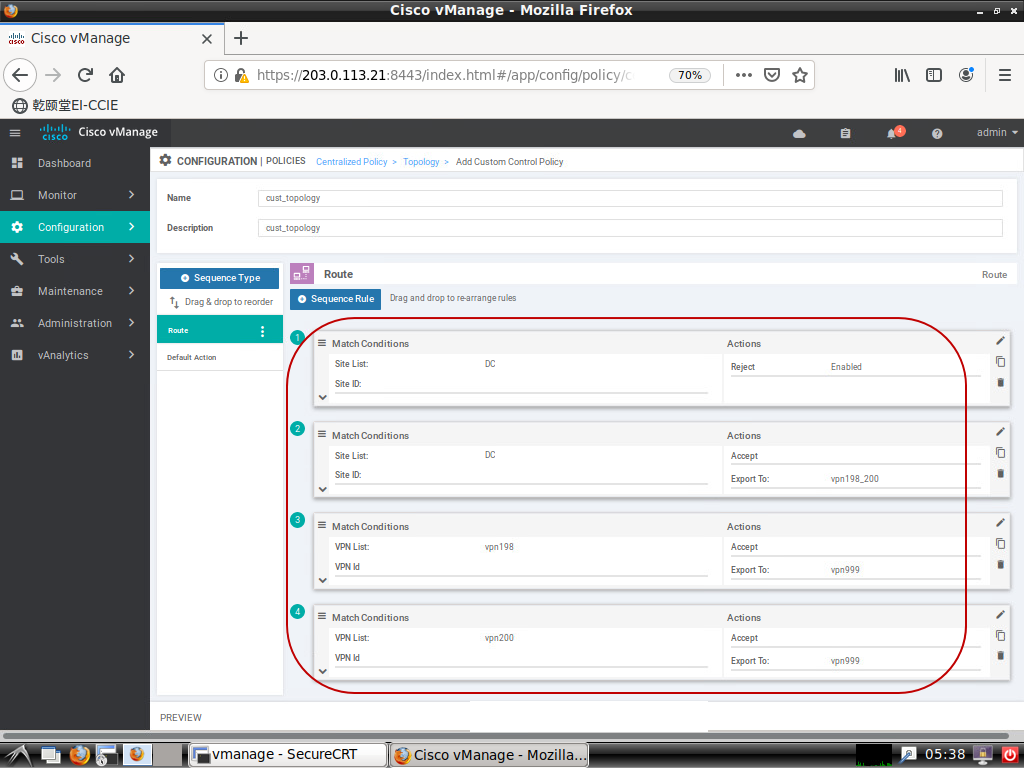 Cisco vManage - Mozilla Firefox
Cisco vManage
https://203.0.113.21:8443/index.html#/app/config/policy/c
70%
乾颐堂EI-CCIE
cisco
Cisco vManage
4
admin
Dashboard
Monitor
Configuration
Tools
Maintenance
Administration
vAnalytics
CONFIGURATION | POLICIES Centralized Policy > Topology > Add Custom Control Policy
Name cust_topology
Description cust_topology
Sequence Type
Drag & drop to reorder
Route
Default Action
Route Route
Sequence Rule Drag and drop to re-arrange rules
1 Match Conditions Actions
Site List: DC Reject Enabled
Site ID:
2 Match Conditions Actions
Site List: DC Accept
Site ID: Export To: vpn198_200
3 Match Conditions Actions
VPN List: vpn198 Accept
VPN Id Export To: vpn999
4 Match Conditions Actions
VPN List: vpn200 Accept
VPN Id Export To: vpn999
PREVIEW
vmanage - SecureCRT
Cisco vManage - Mozilla...
05:38